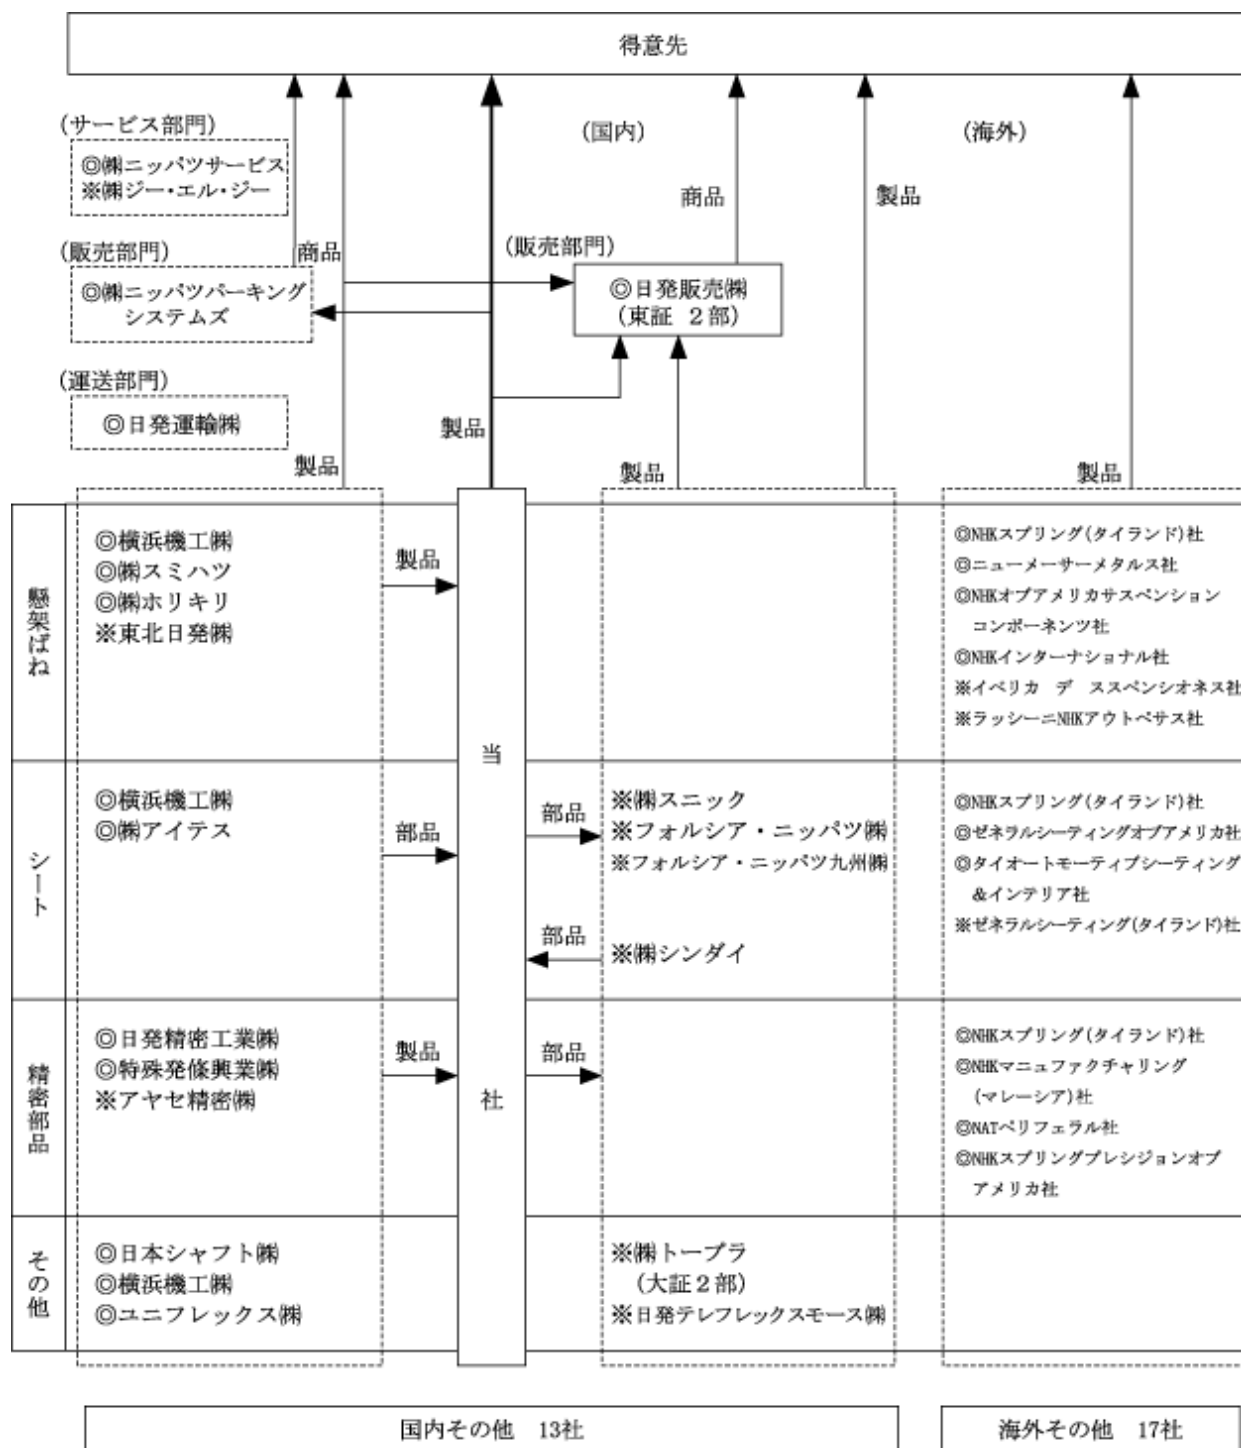 得意先
(サービス部門)
(国内)
(海外)
◎㈱ニッパツサービス
※㈱ジー・エル・ジー
商品
製品
(販売部門)
商品
(販売部門)
◎㈱ニッパツパーキング
システムズ
◎日発販売㈱
(東証 2部)
(運送部門)
◎日発運輸㈱
製品
製品
製品
製品
懸架ばね
◎横浜機工㈱
◎㈱スミハツ
◎㈱ホリキリ
※東北日発㈱
製品
◎NHKスプリング(タイランド)社
◎ニューメーサーメタルス社
◎NHKオブアメリカサスペンション
コンポーネンツ社
◎NHKインターナショナル社
※イベリカ デ ススペンシオネス社
※ラッシーニNHKアウトペサス社
当社
シート
◎横浜機工㈱
◎㈱アイテス
部品
部品
※㈱スニック
※フォルシア・ニッパツ㈱
※フォルシア・ニッパツ九州㈱
部品
※㈱シンダイ
◎NHKスプリング(タイランド)社
◎ゼネラルシーティングオブアメリカ社
◎タイオートモーティブシーティング
&インテリア社
※ゼネラルシーティング(タイランド)社
精密部品
◎日発精密工業㈱
◎特殊発條興業㈱
※アヤセ精密㈱
製品
部品
◎NHKスプリング(タイランド)社
◎NHKマニュファクチャリング
(マレーシア)社
◎NATペリフェラル社
◎NHKスプリングプレシジョンオブ
アメリカ社
その他
◎日本シャフト㈱
◎横浜機工㈱
◎ユニフレックス㈱
※㈱トープラ
(大証2部)
※日発テレフレックスモース㈱
国内その他 13社
海外その他 17社